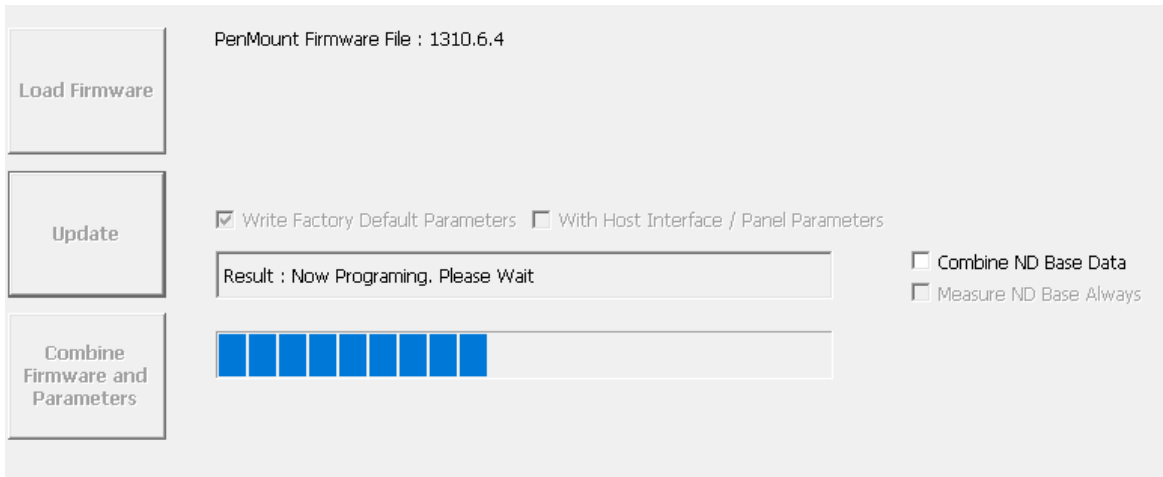 PenMount Firmware File : 1310.6.4
Load Firmware
Update
Write Factory Default Parameters
With Host Interface / Panel Parameters
Result : Now Programing. Please Wait
Combine ND Base Data
Measure ND Base Always
Combine
Firmware and
Parameters